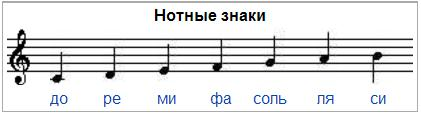 Нотные знаки
до ре ми фа соль ля си